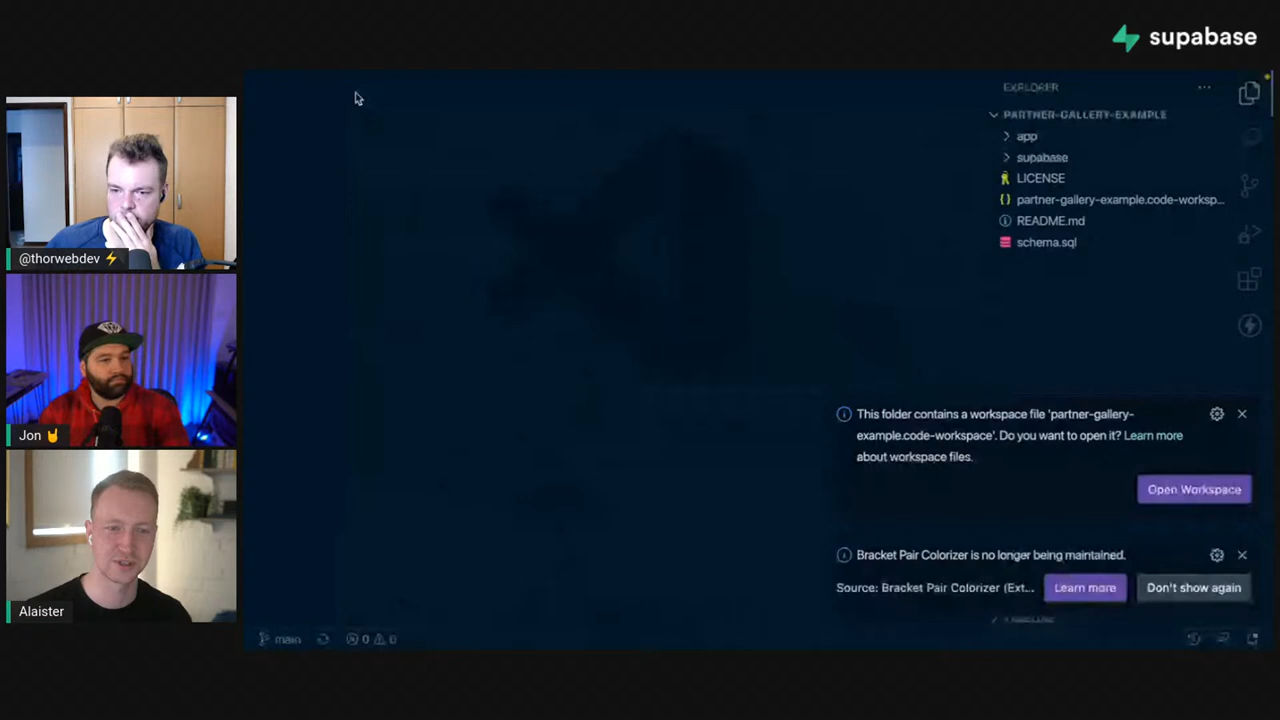 supabase
@thorwebdev ⚡
Jon 🤘
Alaister
EXPLORER
PARTNER-GALLERY-EXAMPLE
app
supabase
LICENSE
partner-gallery-example.code-worksp...
README.md
schema.sql
This folder contains a workspace file 'partner-gallery-
example.code-workspace'. Do you want to open it? Learn more
about workspace files.
Open Workspace
Bracket Pair Colorizer is no longer being maintained.
Source: Bracket Pair Colorizer (Ext...
Learn more
Don't show again
main
0
0